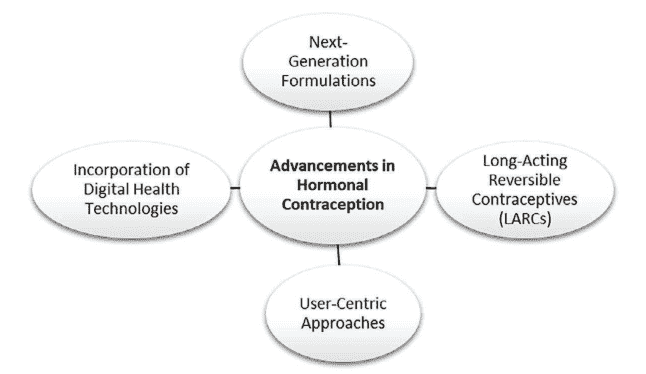 Next-
Generation
Formulations
Incorporation of
Digital Health
Technologies
Advancements in
Hormonal
Contraception
Long-Acting
Reversible
Contraceptives
(LARCs)
User-Centric
Approaches